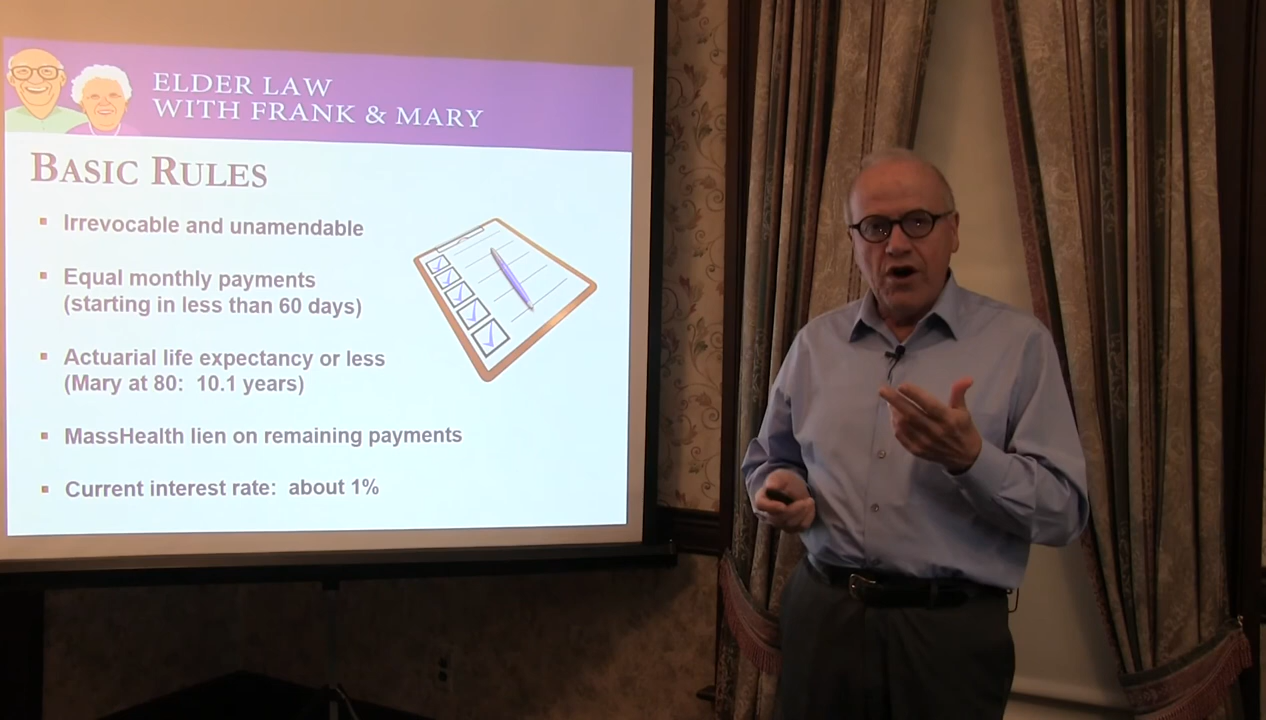 ELDER LAW
WITH FRANK & MARY
BASIC RULES
Irrevocable and unamendable
Equal monthly payments
(starting in less than 60 days)
Actuarial life expectancy or less
(Mary at 80: 10.1 years)
MassHealth lien on remaining payments
Current interest rate: about 1%